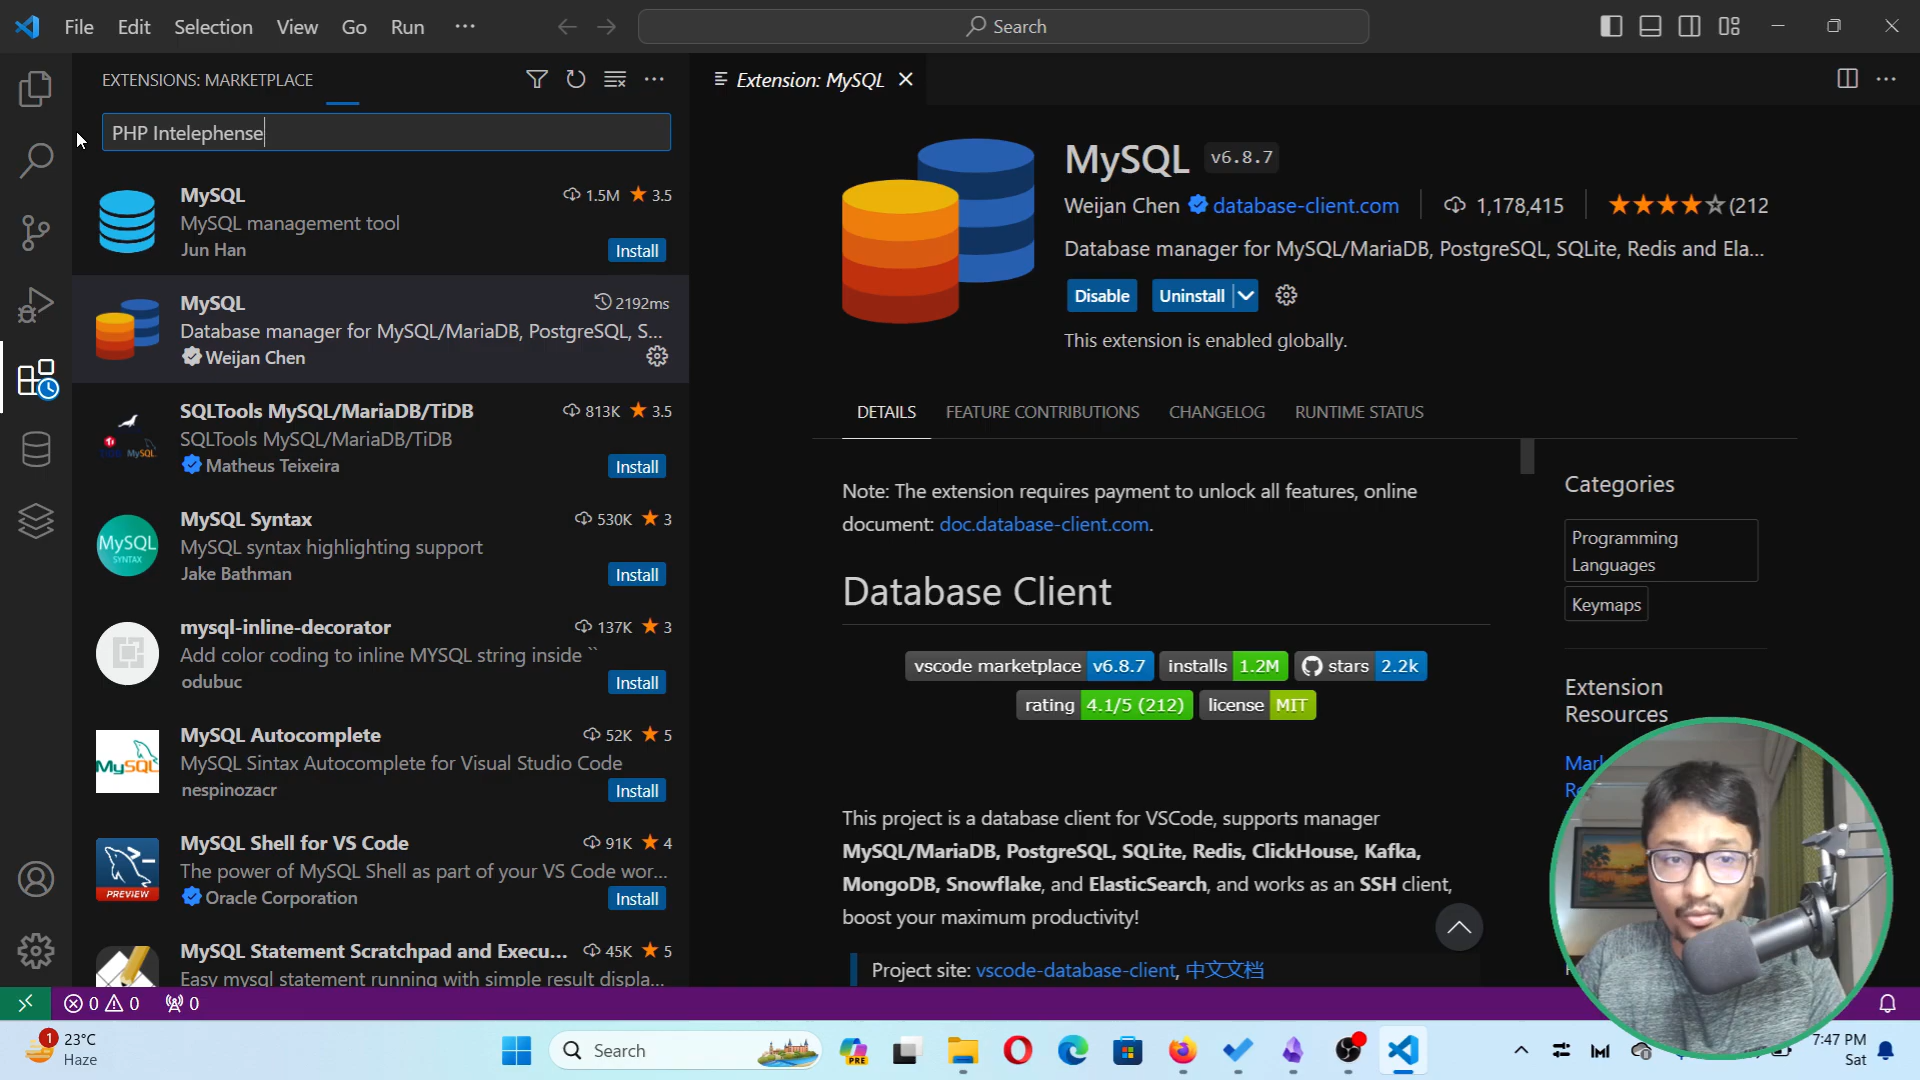 File Edit Selection View Go Run ···
Search
EXTENSIONS: MARKETPLACE
PHP Intelephense
MySQL 1.5M 3.5
MySQL management tool
Jun Han
Install
MySQL 2192ms
Database manager for MySQL/MariaDB, PostgreSQL, S...
Weijan Chen
SQLTools MySQL/MariaDB/TiDB 813K 3.5
SQLTools MySQL/MariaDB/TiDB
Matheus Teixeira
Install
MySQL Syntax 530K 3
MySQL syntax highlighting support
Jake Bathman
Install
mysql-inline-decorator 137K 3
Add color coding to inline MYSQL string inside ``
odubuc
Install
MySQL Autocomplete 52K 5
MySQL Sintax Autocomplete for Visual Studio Code
nespinozacr
Install
MySQL Shell for VS Code 91K 4
The power of MySQL Shell as part of your VS Code wor...
Oracle Corporation
Install
PREVIEW
MySQL Statement Scratchpad and Execu... 45K 5
Easy mysql statement running with simple result displa...
Extension: MySQL
MySQL v6.8.7
Weijan Chen database-client.com 1,178,415 (212
Database manager for MySQL/MariaDB, PostgreSQL, SQLite, Redis and Ela...
Disable Uninstall
This extension is enabled globally.
DETAILS FEATURE CONTRIBUTIONS CHANGELOG RUNTIME STATUS
Note: The extension requires payment to unlock all features, online
document: doc.database-client.com.
Database Client
vscode marketplace v6.8.7 installs 1.2M stars 2.2k
rating 4.1/5 (212) license MIT
This project is a database client for VSCode, supports manager
MySQL/MariaDB, PostgreSQL, SQLite, Redis, ClickHouse, Kafka,
MongoDB, Snowflake, and ElasticSearch, and works as an SSH client,
boost your maximum productivity!
Project site: vscode-database-client, 中文文档
Categories
Programming
Languages
Keymaps
Extension
Resources
0 0 0
1 23°C
Haze
Search
PRE
7:47 PM
Sat